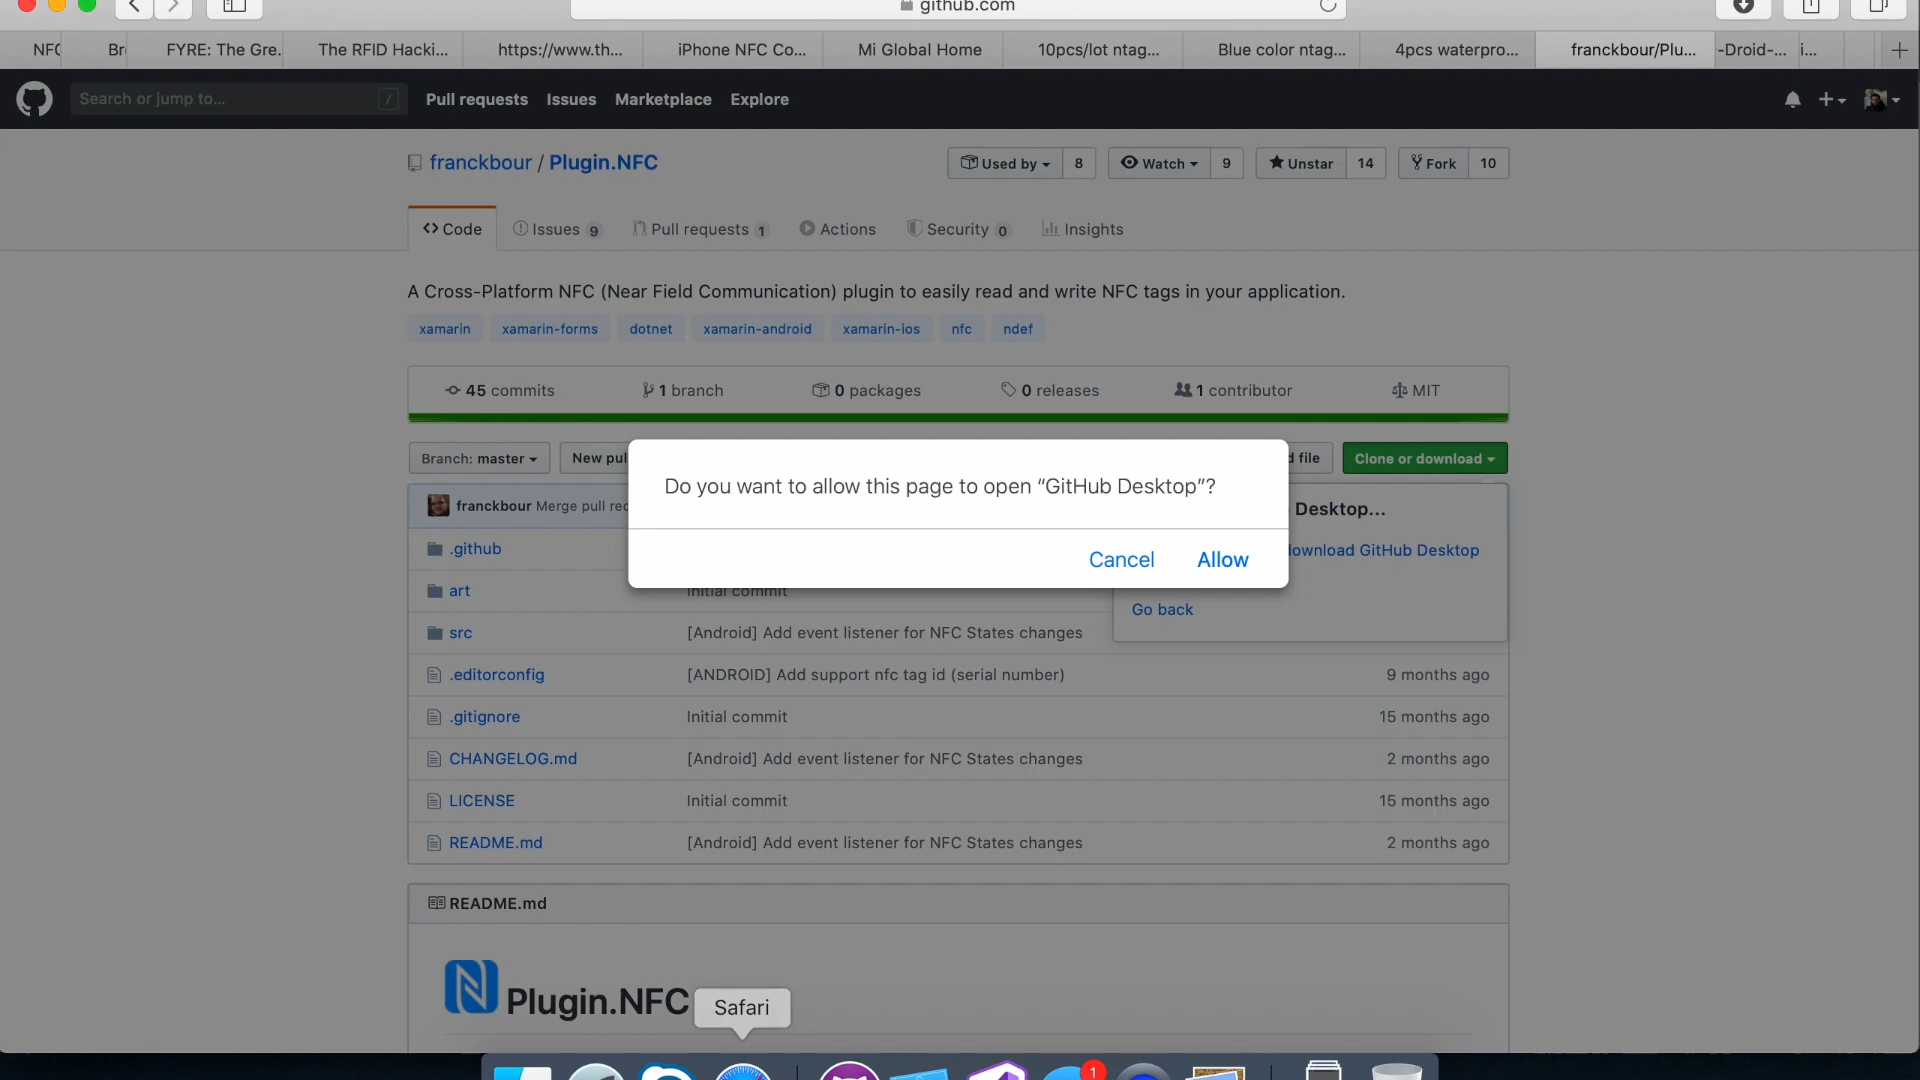 github.com
NFC
Br
FYRE: The Gre.
The RFID Hacki...
https://www.th...
iPhone NFC Co...
Mi Global Home
10pcs/lot ntag...
Blue color ntag...
4pcs waterpro...
franckbour/Plu...
-Droid-...
i...
Search or jump to...
/
Pull requests
Issues
Marketplace
Explore
franckbour / Plugin.NFC
Used by 8
Watch 9
Unstar 14
Fork 10
Code
Issues 9
Pull requests 1
Actions
Security 0
Insights
A Cross-Platform NFC (Near Field Communication) plugin to easily read and write NFC tags in your application.
xamarin
xamarin-forms
dotnet
xamarin-android
xamarin-ios
nfc
ndef
45 commits
1 branch
0 packages
0 releases
1 contributor
MIT
Branch: master
New pul
d file
Clone or download
Do you want to allow this page to open “GitHub Desktop”?
Cancel
Allow
Desktop...
ownload GitHub Desktop
Go back
franckbour Merge pull rec
.github
art
Initial commit
src
[Android] Add event listener for NFC States changes
.editorconfig
[ANDROID] Add support nfc tag id (serial number)
9 months ago
.gitignore
Initial commit
15 months ago
CHANGELOG.md
[Android] Add event listener for NFC States changes
2 months ago
LICENSE
Initial commit
15 months ago
README.md
[Android] Add event listener for NFC States changes
2 months ago
README.md
Plugin.NFC
Safari
1